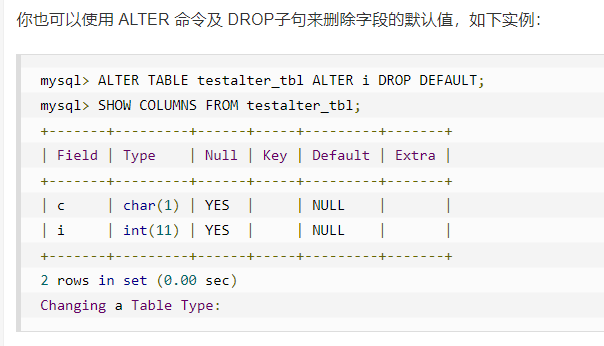 你也可以使用 ALTER 命令及 DROP子句来删除字段的默认值，如下实例：
mysql> ALTER TABLE testalter_tbl ALTER i DROP DEFAULT;
mysql> SHOW COLUMNS FROM testalter_tbl;
+-------+---------+------+-----+---------+-------+
| Field | Type    | Null | Key | Default | Extra |
+-------+---------+------+-----+---------+-------+
| c     | char(1) | YES  |     | NULL    |       |
| i     | int(11) | YES  |     | NULL    |       |
+-------+---------+------+-----+---------+-------+
2 rows in set (0.00 sec)
Changing a Table Type: